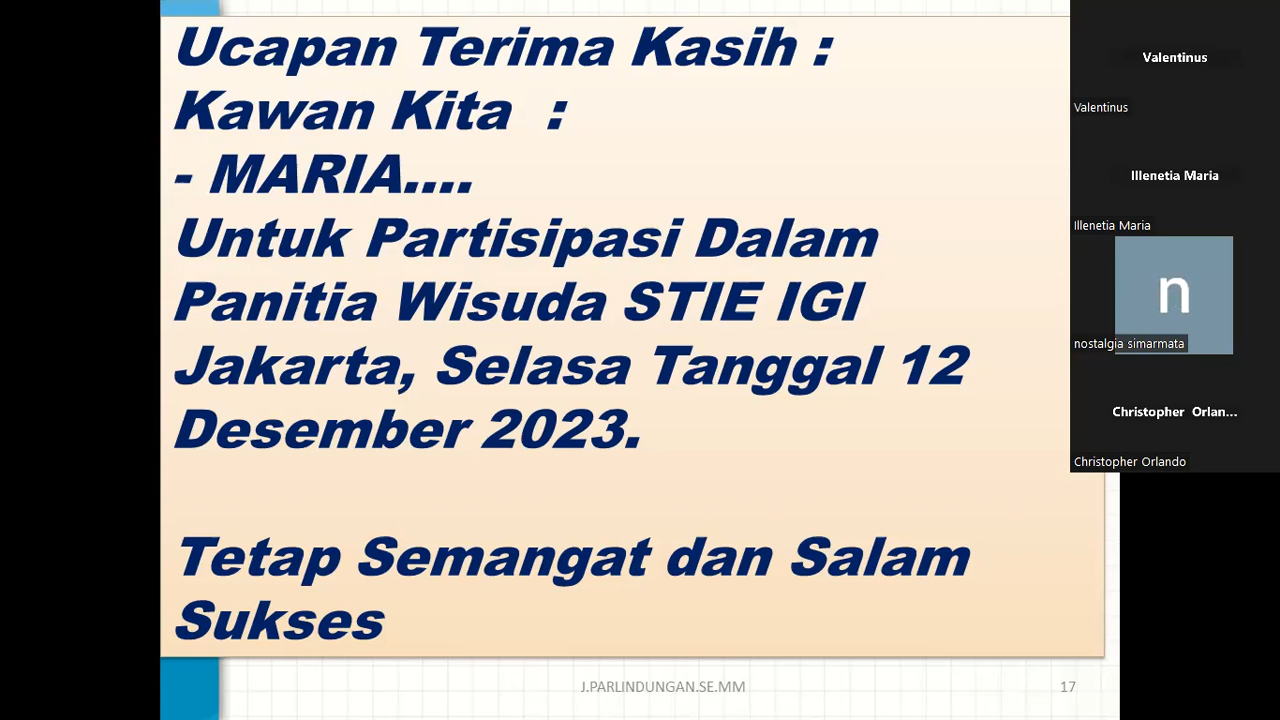 Ucapan Terima Kasih :
Kawan Kita  :
- MARIA....
Untuk Partisipasi Dalam
Panitia Wisuda STIE IGI
Jakarta, Selasa Tanggal 12
Desember 2023.
Tetap Semangat dan Salam
Sukses
J.PARLINDUNGAN.SE.MM
17
Valentinus
Valentinus
Illenetia Maria
Illenetia Maria
n
nostalgia simarmata
Christopher  Orlan...
Christopher Orlando